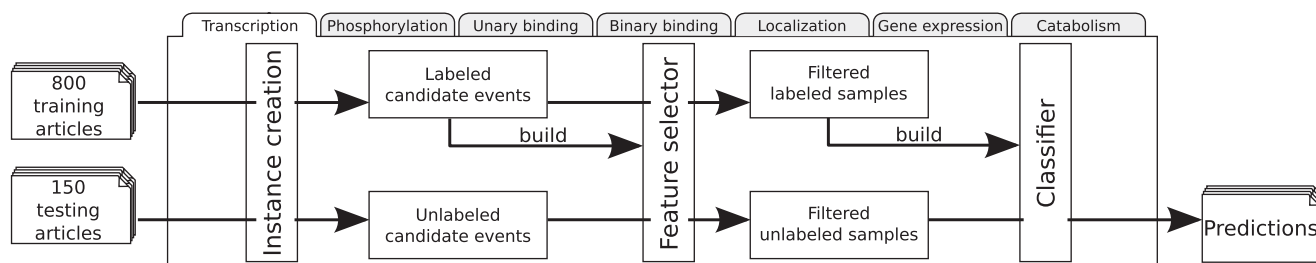 Transcription
Phosphorylation
Unary binding
Binary binding
Localization
Gene expression
Catabolism
800
training
articles
Instance creation
Labeled
candidate events
build
Feature selector
Filtered
labeled samples
build
Classifier
150
testing
articles
Unlabeled
candidate events
Filtered
unlabeled samples
Predictions